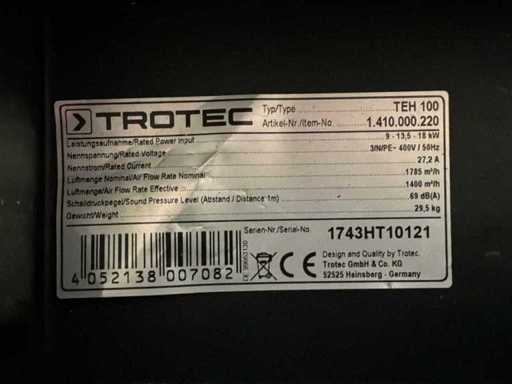 TROTEC
Typ/Type TEH 100
Artikel-Nr./Item-No. 1.410.000.220
Leistungsaufnahme/Rated Power Input 9 - 13,5 - 18 kW
Nennspannung/Rated Voltage 3/N/PE~ 400V / 50Hz
Nennstrom/Rated Current 27,2 A
Luftmenge Nominal/Air Flow Rate Nominal 1785 m³/h
Luftmenge/Air Flow Rate Effective 1400 m³/h
Schalldruckpegel/Sound Pressure Level (Abstand / Distance 1m) 69 dB(A)
Gewicht/Weight 29,5 kg
Serien-Nr./Serial-No. 1743HT10121
4 052138 007082
CE
Design and Quality by Trotec.
Trotec GmbH & Co. KG
52525 Heinsberg - Germany